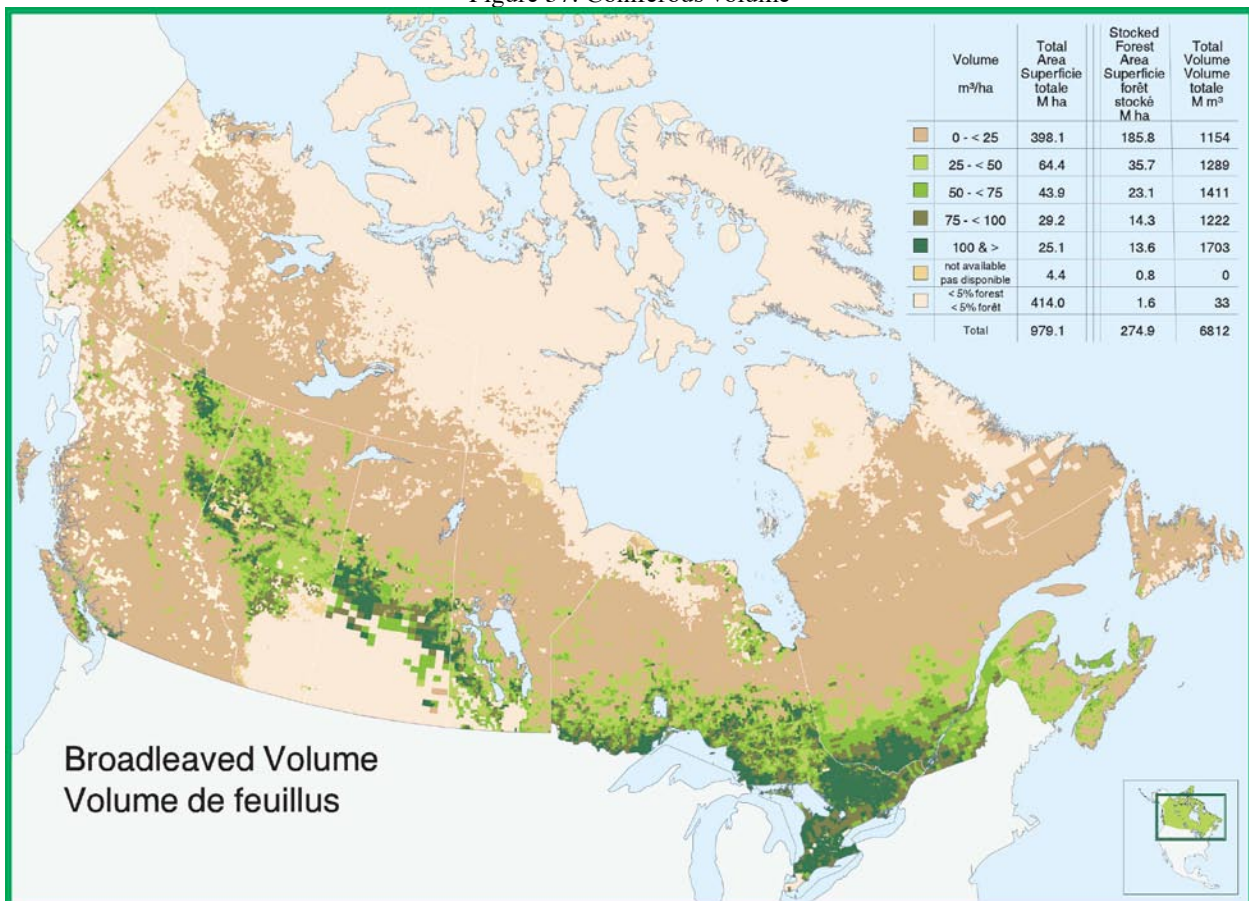 Figure 37. Coniferous volume
Volume
m³/ha
Total
Area
Superficie
totale
M ha
Stocked
Forest
Area
Superficie
forêt
stocké
M ha
Total
Volume
Volume
totale
M m³
0 - < 25 398.1 185.8 1154
25 - < 50 64.4 35.7 1289
50 - < 75 43.9 23.1 1411
75 - < 100 29.2 14.3 1222
100 & > 25.1 13.6 1703
not available
pas disponible 4.4 0.8 0
< 5% forest
< 5% forêt 414.0 1.6 33
Total 979.1 274.9 6812
Broadleaved Volume
Volume de feuillus